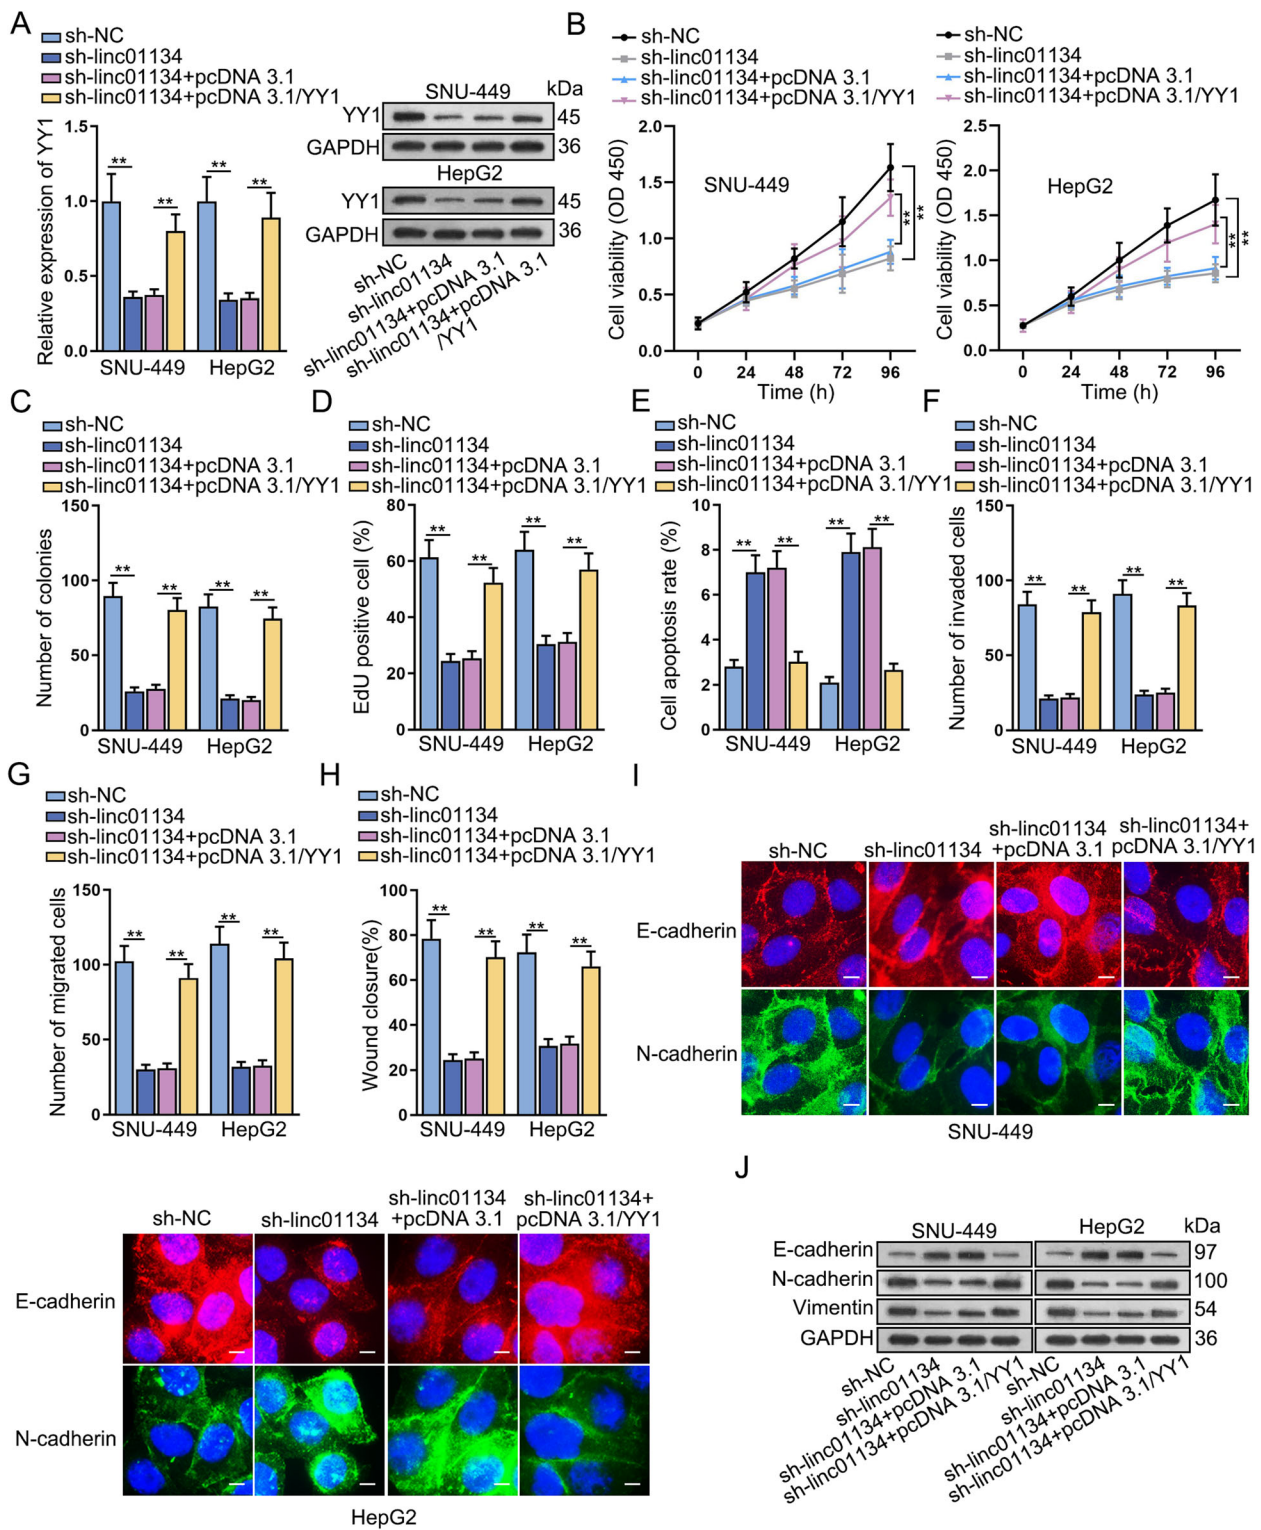 A
sh-NC
sh-linc01134
sh-linc01134+pcDNA 3.1
sh-linc01134+pcDNA 3.1/YY1
Relative expression of YY1
1.5
1.0
0.5
0.0
**
**
**
**
SNU-449
HepG2
SNU-449
kDa
YY1
45
GAPDH
36
HepG2
YY1
45
GAPDH
36
sh-NC
sh-linc01134
sh-linc01134+pcDNA 3.1
sh-linc01134+pcDNA 3.1
/YY1
B
sh-NC
sh-linc01134
sh-linc01134+pcDNA 3.1
sh-linc01134+pcDNA 3.1/YY1
Cell viability (OD 450)
2.0
1.5
1.0
0.5
0.0
SNU-449
**
**
0 24 48 72 96
Time (h)
sh-NC
sh-linc01134
sh-linc01134+pcDNA 3.1
sh-linc01134+pcDNA 3.1/YY1
Cell viability (OD 450)
2.5
2.0
1.5
1.0
0.5
0.0
HepG2
**
**
0 24 48 72 96
Time (h)
C
sh-NC
sh-linc01134
sh-linc01134+pcDNA 3.1
sh-linc01134+pcDNA 3.1/YY1
Number of colonies
150
100
50
0
**
**
**
**
SNU-449
HepG2
D
sh-NC
sh-linc01134
sh-linc01134+pcDNA 3.1
sh-linc01134+pcDNA 3.1/YY1
EdU positive cell (%)
80
60
40
20
0
**
**
**
**
SNU-449
HepG2
E
sh-NC
sh-linc01134
sh-linc01134+pcDNA 3.1
sh-linc01134+pcDNA 3.1/YY1
Cell apoptosis rate (%)
10
8
6
4
2
0
**
**
**
**
SNU-449
HepG2
F
sh-NC
sh-linc01134
sh-linc01134+pcDNA 3.1
sh-linc01134+pcDNA 3.1/YY1
Number of invaded cells
150
100
50
0
**
**
**
**
SNU-449
HepG2
G
sh-NC
sh-linc01134
sh-linc01134+pcDNA 3.1
sh-linc01134+pcDNA 3.1/YY1
Number of migrated cells
150
100
50
0
**
**
**
**
SNU-449
HepG2
H
sh-NC
sh-linc01134
sh-linc01134+pcDNA 3.1
sh-linc01134+pcDNA 3.1/YY1
Wound closure(%)
100
80
60
40
20
0
**
**
**
**
SNU-449
HepG2
I
sh-NC
sh-linc01134
sh-linc01134
+pcDNA 3.1
sh-linc01134+
pcDNA 3.1/YY1
E-cadherin
N-cadherin
SNU-449
sh-NC
sh-linc01134
sh-linc01134
+pcDNA 3.1
sh-linc01134+
pcDNA 3.1/YY1
E-cadherin
N-cadherin
HepG2
J
SNU-449
HepG2
kDa
E-cadherin
97
N-cadherin
100
Vimentin
54
GAPDH
36
sh-NC
sh-linc01134
sh-linc01134+pcDNA 3.1
sh-linc01134+pcDNA 3.1/YY1
sh-NC
sh-linc01134
sh-linc01134+pcDNA 3.1
sh-linc01134+pcDNA 3.1/YY1